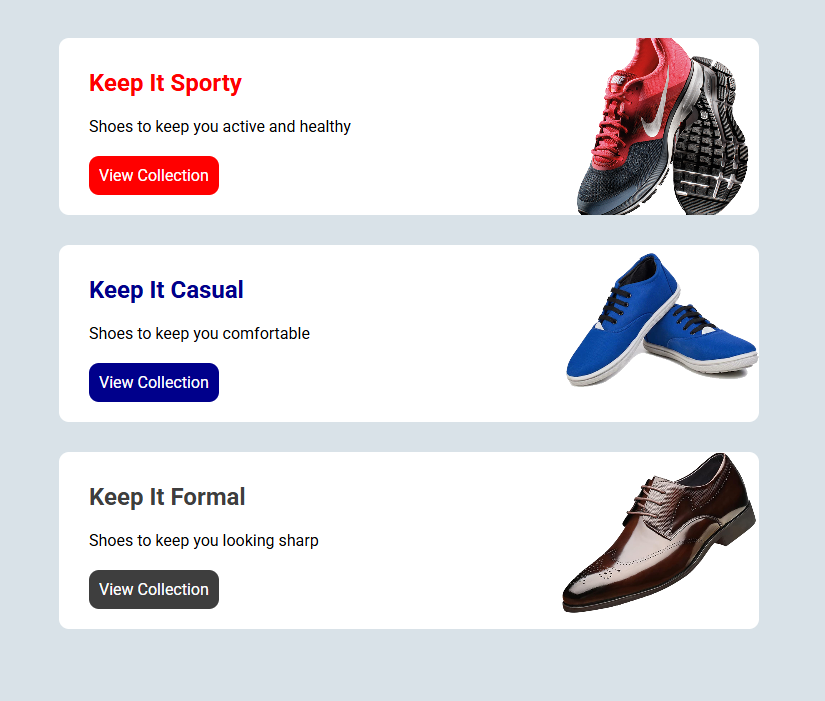 Keep It Sporty
Shoes to keep you active and healthy
View Collection
Keep It Casual
Shoes to keep you comfortable
View Collection
Keep It Formal
Shoes to keep you looking sharp
View Collection